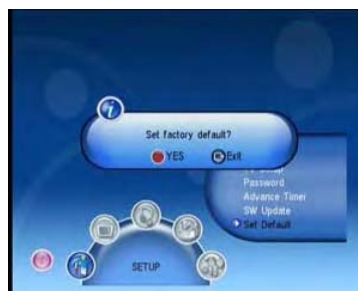 Set factory default?
YES Exit
Password
Advance Timer
SW Update
Set Default
SETUP